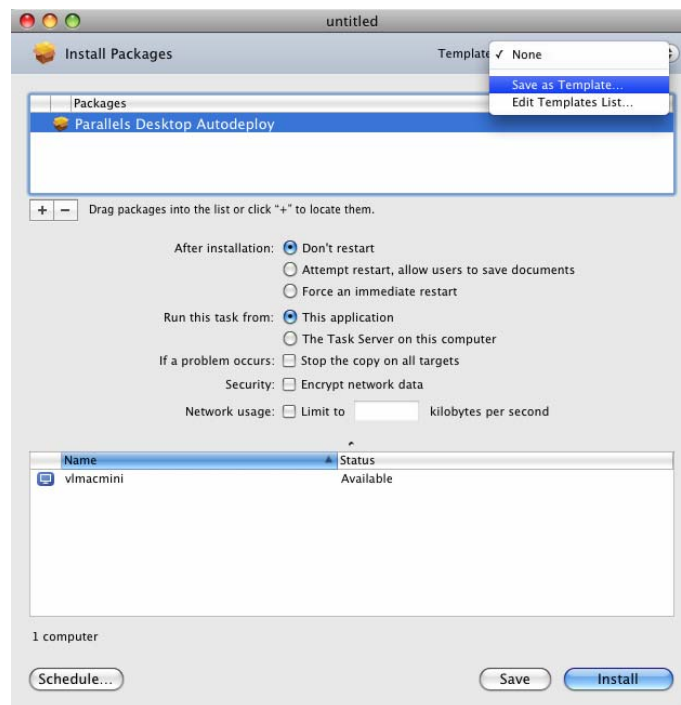 untitled
Install Packages
Template
✓ None
Save as Template...
Edit Templates List...
Packages
Parallels Desktop Autodeploy
+ − Drag packages into the list or click "+" to locate them.
After installation: Don't restart
Attempt restart, allow users to save documents
Force an immediate restart
Run this task from: This application
The Task Server on this computer
If a problem occurs: Stop the copy on all targets
Security: Encrypt network data
Network usage: Limit to kilobytes per second
Name Status
vlmacmini Available
1 computer
Schedule... Save Install